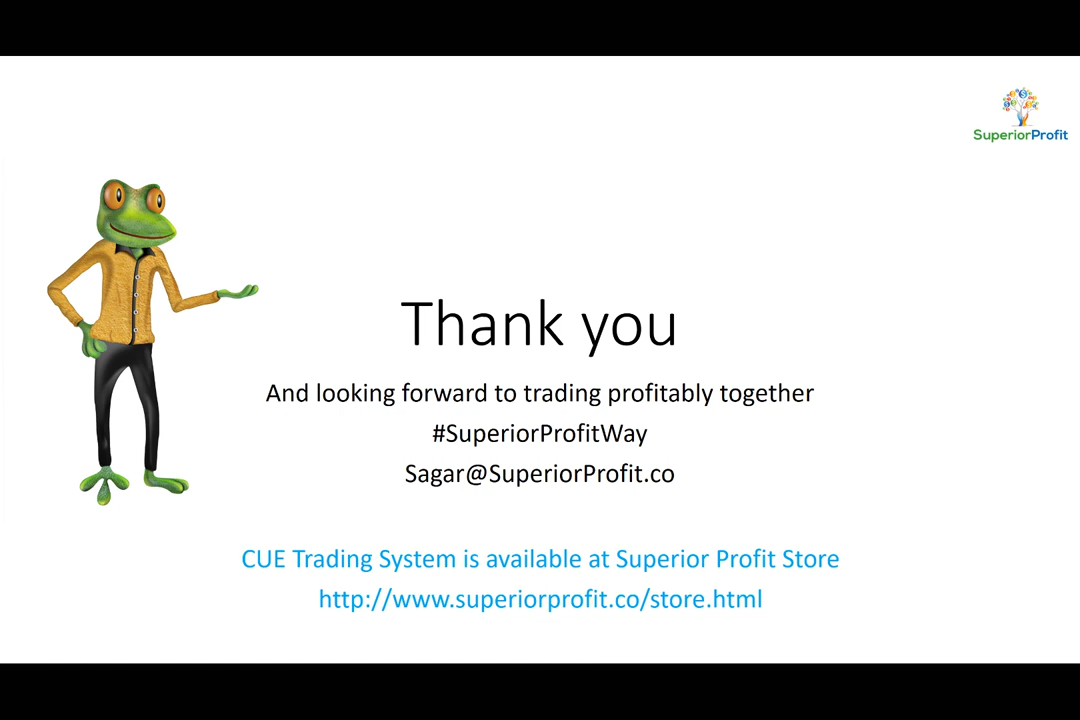 SuperiorProfit
Thank you
And looking forward to trading profitably together
#SuperiorProfitWay
Sagar@SuperiorProfit.co
CUE Trading System is available at Superior Profit Store
http://www.superiorprofit.co/store.html